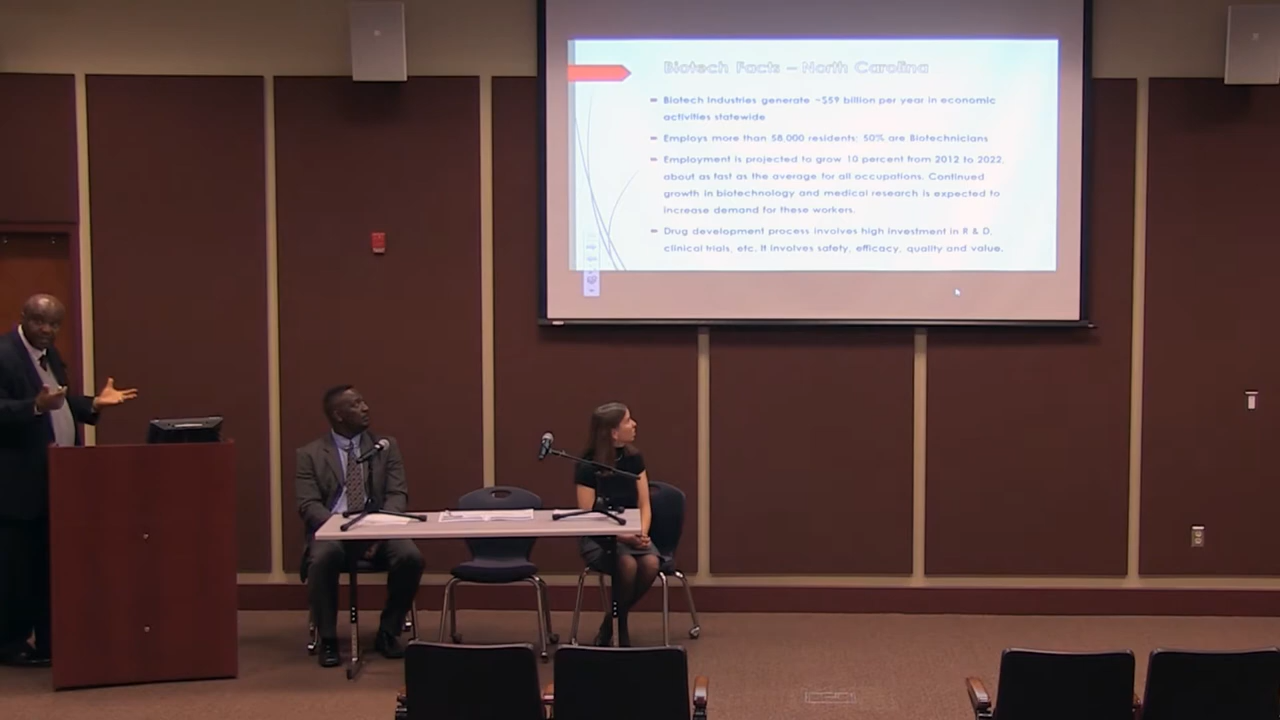 Biotech Facts – North Carolina
Biotech Industries generate ~$59 billion per year in economic
activities statewide
Employs more than 58,000 residents; 50% are Biotechnicians
Employment is projected to grow 10 percent from 2012 to 2022,
about as fast as the average for all occupations. Continued
growth in biotechnology and medical research is expected to
increase demand for these workers.
Drug development process involves high investment in R & D,
clinical trials, etc. It involves safety, efficacy, quality and value.